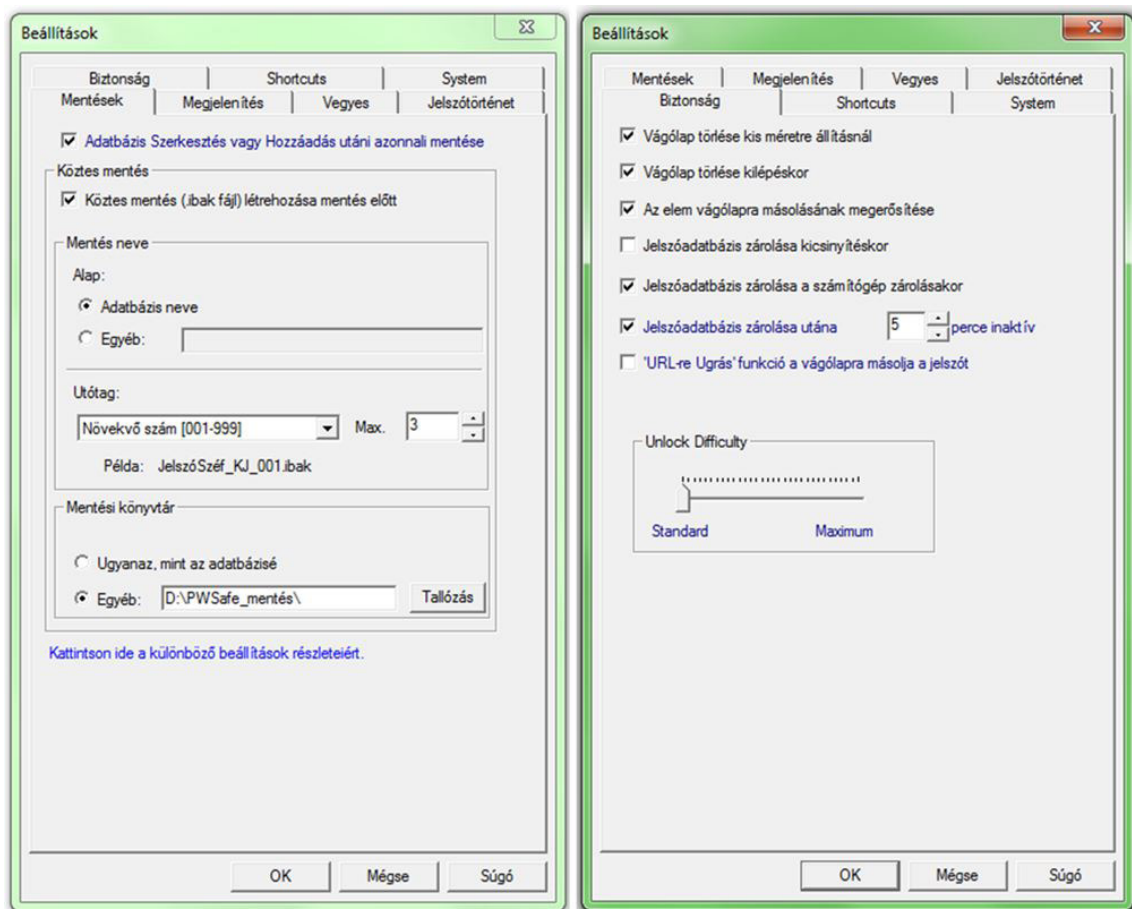 Beállítások
Biztonság Shortcuts System
Mentések Megjelenítés Vegyes Jelszótörténet
Adatbázis Szerkesztés vagy Hozzáadás utáni azonnali mentése
Köztes mentés
Köztes mentés (.ibak fájl) létrehozása mentés előtt
Mentés neve
Alap:
Adatbázis neve
Egyéb:
Utótag:
Növekvő szám [001-999] Max. 3
Példa: JelszóSzéf_KJ_001.ibak
Mentési könyvtár
Ugyanaz, mint az adatbázisé
Egyéb: D:\PWSafe_mentés\ Tallózás
Kattintson ide a különböző beállítások részleteiért.
OK Mégse Súgó
Beállítások
Mentések Megjelenítés Vegyes Jelszótörténet
Biztonság Shortcuts System
Vágólap törlése kis méretre állításnál
Vágólap törlése kilépéskor
Az elem vágólapra másolásának megerősítése
Jelszóadatbázis zárolása kicsinyítéskor
Jelszóadatbázis zárolása a számítógép zárolásakor
Jelszóadatbázis zárolása utána 5 perce inaktív
'URL-re Ugrás' funkció a vágólapra másolja a jelszót
Unlock Difficulty
Standard Maximum
OK Mégse Súgó